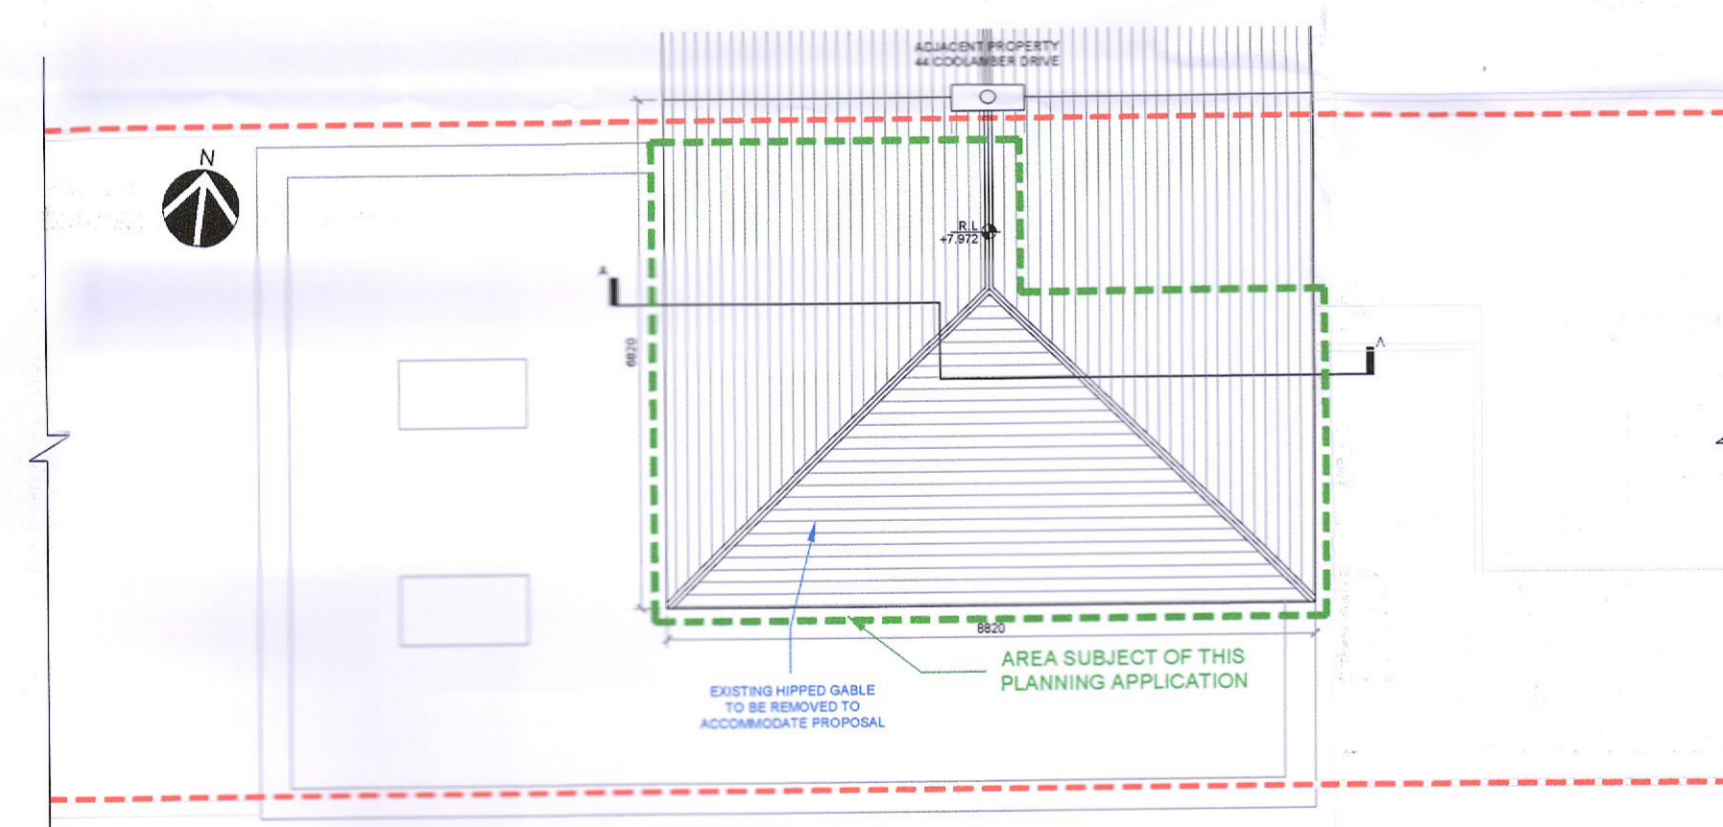 ADJACENT PROPERTY
44 COOLAMBER DRIVE
N
R.L
+7.972
A
A
6820
8820
AREA SUBJECT OF THIS
PLANNING APPLICATION
EXISTING HIPPED GABLE
TO BE REMOVED TO
ACCOMMODATE PROPOSAL